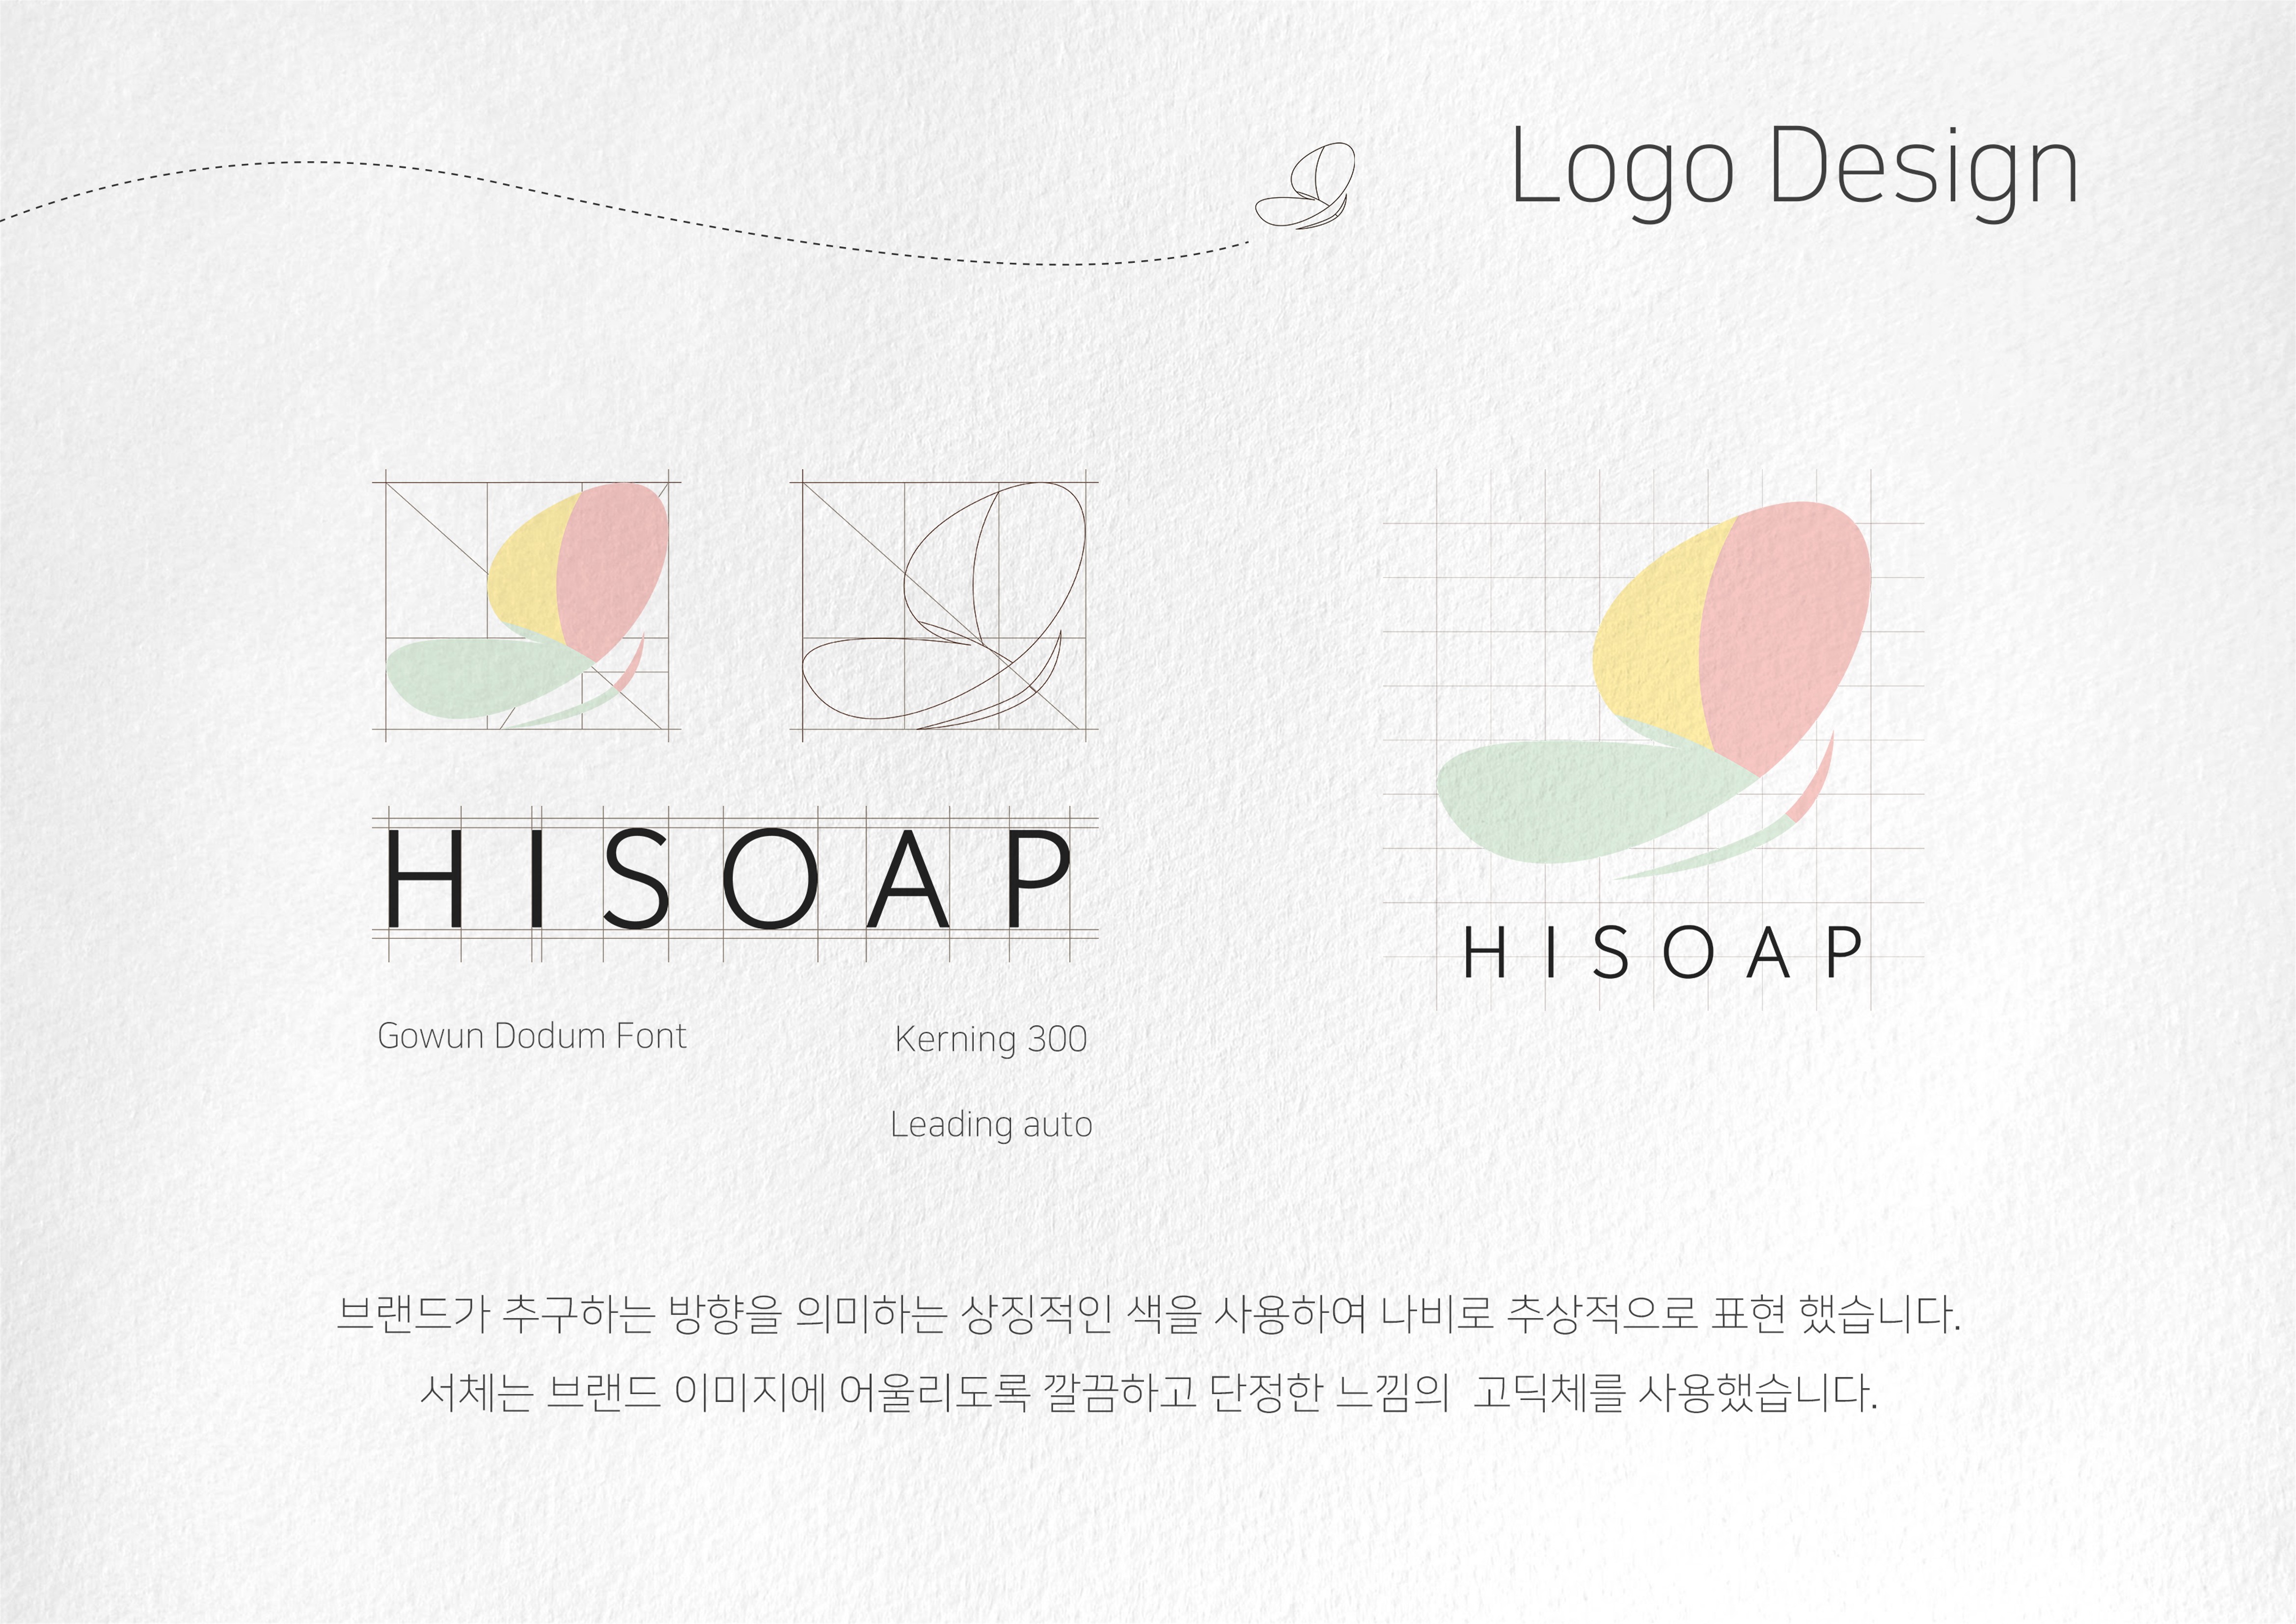 Logo Design
HISOAP
Gowun Dodum Font
Kerning 300
Leading auto
HISOAP
브랜드가 추구하는 방향을 의미하는 상징적인 색을 사용하여 나비로 추상적으로 표현 했습니다.
서체는 브랜드 이미지에 어울리도록 깔끔하고 단정한 느낌의 고딕체를 사용했습니다.